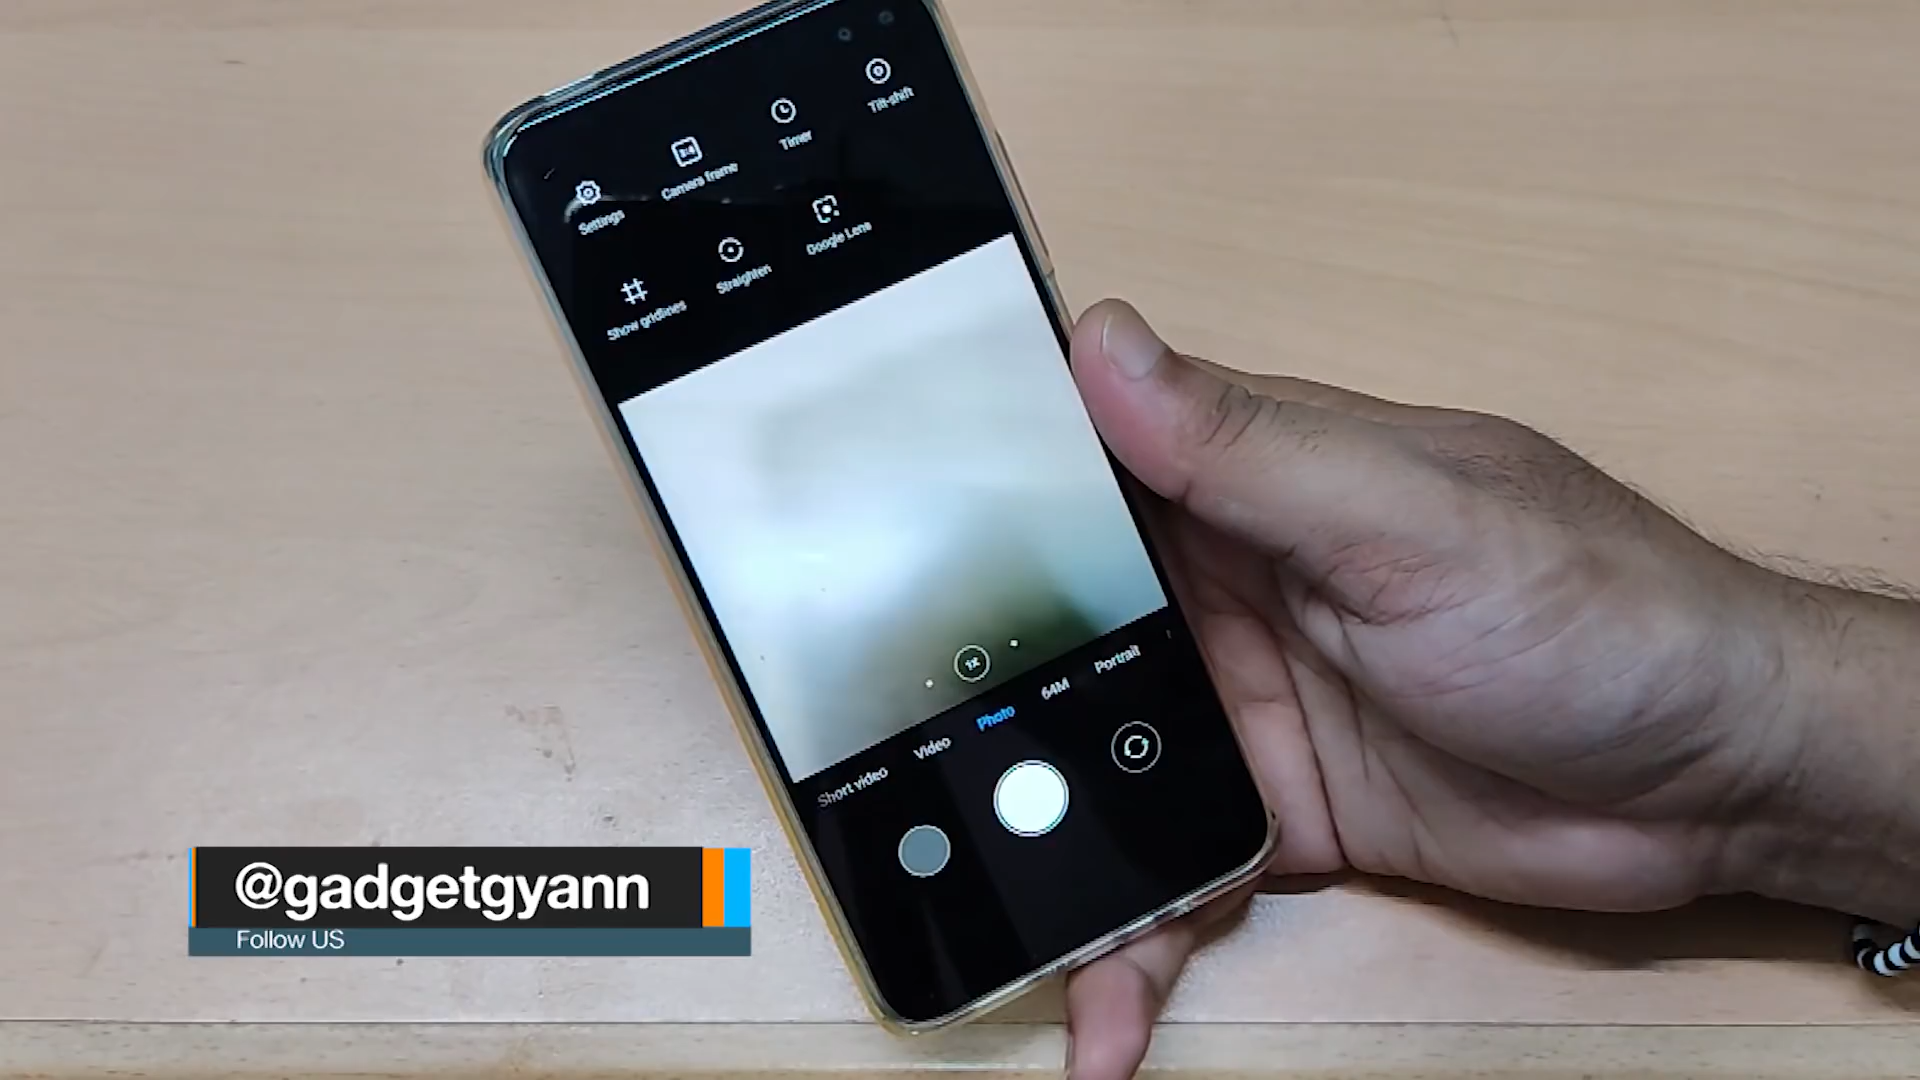 Settings
Camera frame
Timer
Tilt-shift
Show gridlines
Straighten
Google Lens
1X
Short video
Video
Photo
64M
Portrait
@gadgetgyann
Follow US